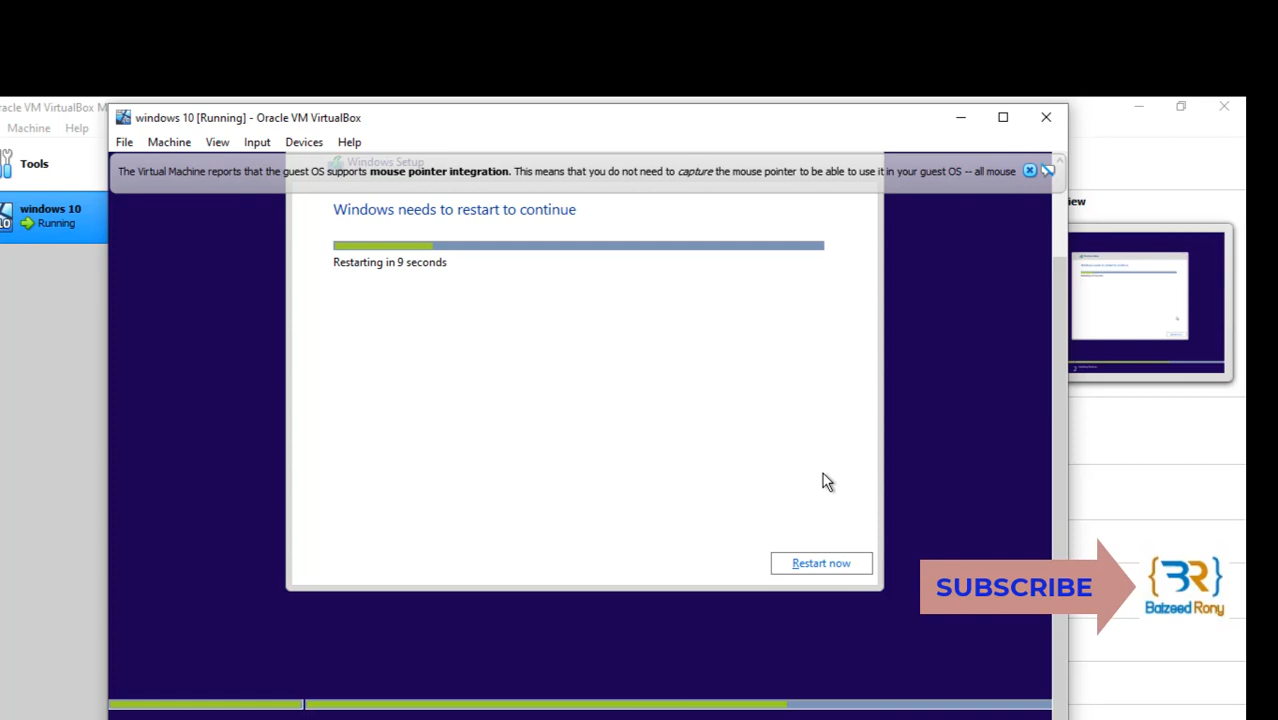 racle VM VirtualBox M
Machine Help
Tools
windows 10
Running
10
windows 10 [Running] - Oracle VM VirtualBox
File Machine View Input Devices Help
Windows Setup
The Virtual Machine reports that the guest OS supports mouse pointer integration. This means that you do not need to capture the mouse pointer to be able to use it in your guest OS -- all mouse
Windows needs to restart to continue
Restarting in 9 seconds
Restart now
iew
SUBSCRIBE
{BR}
Baizeed Rony